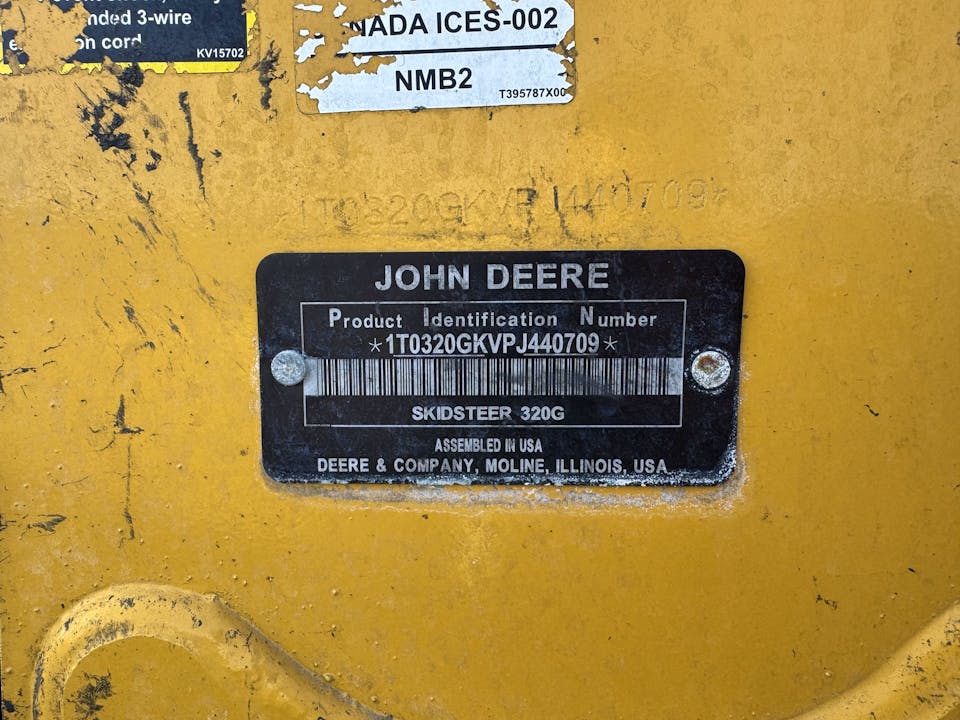 nded 3-wire
on cord
KV15702
NADA ICES-002
NMB2
T395787X00
*1T0320GKVPJ440709*
JOHN DEERE
Product Identification Number
*1T0320GKVPJ440709*
SKIDSTEER 320G
ASSEMBLED IN USA
DEERE & COMPANY, MOLINE, ILLINOIS, USA